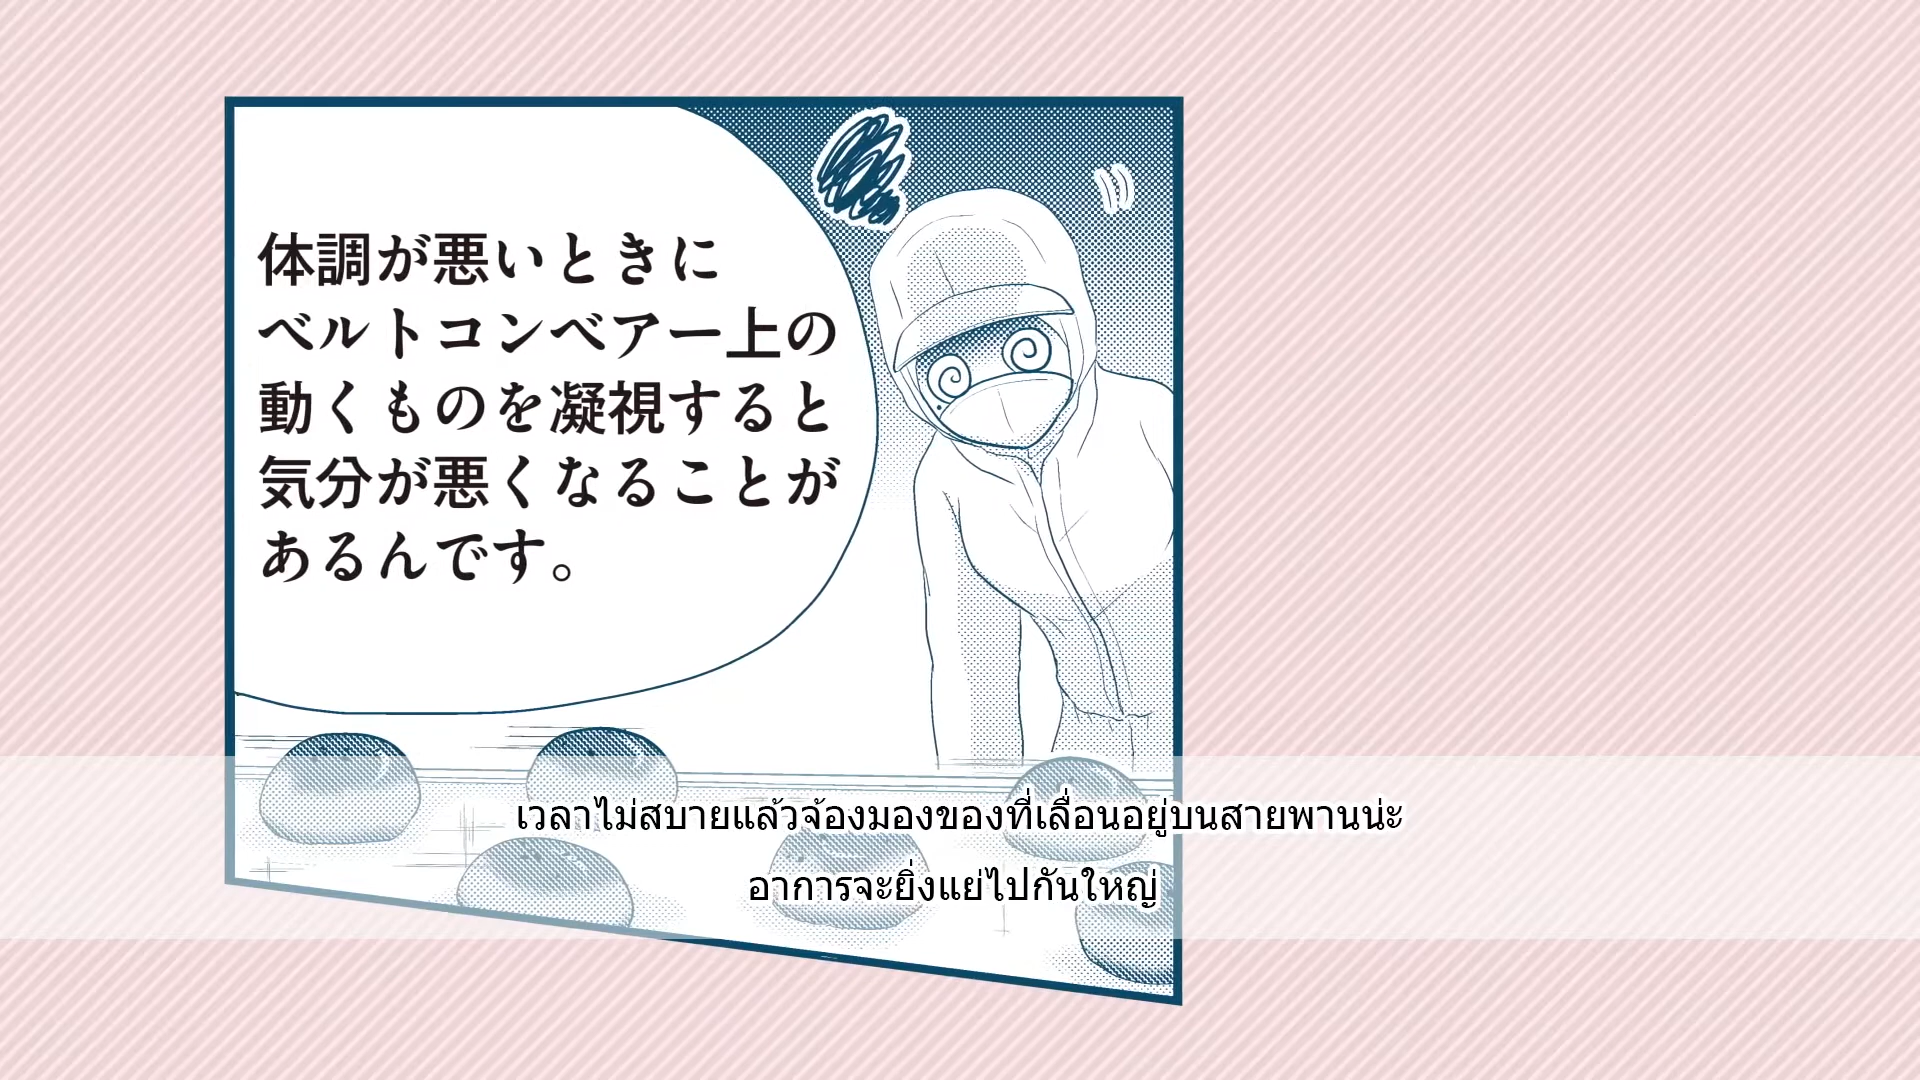 体調が悪いときに
ベルトコンベアー上の
動くものを凝視すると
気分が悪くなることが
あるんです。
เวลาไม่สบายแล้วจ้องมองของที่เลื่อนอยู่บนสายพานน่ะ
อาการจะยิ่งแย่ไปกันใหญ่